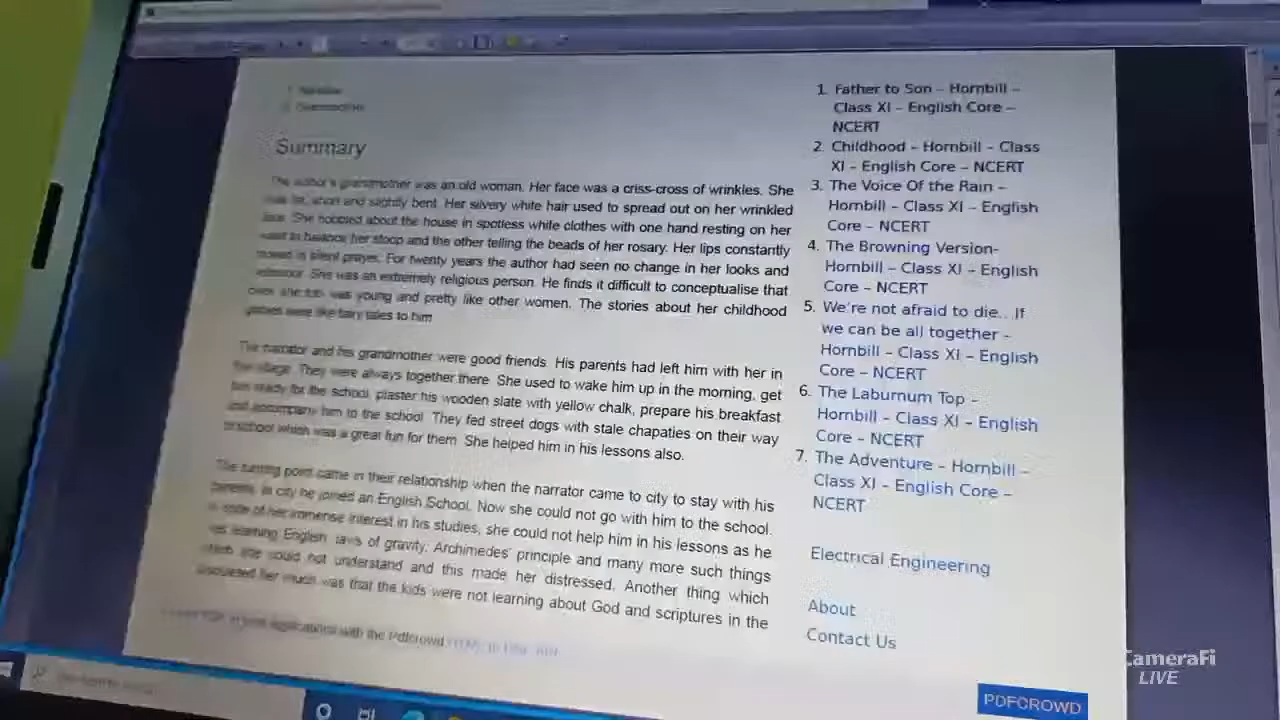 Summary
The author's grandmother was an old woman. Her face was a criss-cross of wrinkles. She
was fat, short and slightly bent. Her silvery white hair used to spread out on her wrinkled
face. She hobbled about the house in spotless white clothes with one hand resting on her
waist to balance her stoop and the other telling the beads of her rosary. Her lips constantly
moved in silent prayer. For twenty years the author had seen no change in her looks and
She was an extremely religious person. He finds it difficult to conceptualise that
once she too was young and pretty like other women. The stories about her childhood
games were like fairy tales to him
The narrator and his grandmother were good friends. His parents had left him with her in
the village. They were always together there. She used to wake him up in the morning, get
him ready for the school, plaster his wooden slate with yellow chalk, prepare his breakfast
and accompany him to the school. They fed street dogs with stale chapaties on their way
to school which was a great fun for them. She helped him in his lessons also.
The turning point came in their relationship when the narrator came to city to stay with his
parents. In city he joined an English School. Now she could not go with him to the school.
In spite of her immense interest in his studies, she could not help him in his lessons as he
was learning English, laws of gravity, Archimedes' principle and many more such things
which she could not understand and this made her distressed. Another thing which
her much was that the kids were not learning about God and scriptures in the
applications with the Pdfcrowd
1. Father to Son – Hornbill –
Class XI – English Core –
NCERT
2. Childhood – Hornbill – Class
XI – English Core – NCERT
3. The Voice Of the Rain –
Hornbill – Class XI – English
Core – NCERT
4. The Browning Version-
Hornbill – Class XI – English
Core – NCERT
5. We're not afraid to die... If
we can be all together –
Hornbill – Class XI – English
Core – NCERT
6. The Laburnum Top –
Hornbill – Class XI – English
Core – NCERT
7. The Adventure – Hornbill –
Class XI – English Core –
NCERT
Electrical Engineering
About
Contact Us
PDFCROWD
CameraFi
LIVE